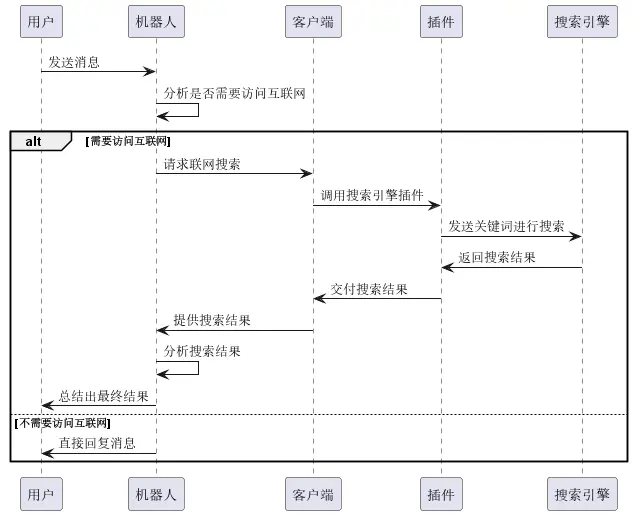 用户 机器人 客户端 插件 搜索引擎
发送消息
分析是否需要访问互联网
alt [需要访问互联网]
请求联网搜索
调用搜索引擎插件
发送关键词进行搜索
返回搜索结果
交付搜索结果
提供搜索结果
分析搜索结果
总结出最终结果
[不需要访问互联网]
直接回复消息
用户 机器人 客户端 插件 搜索引擎